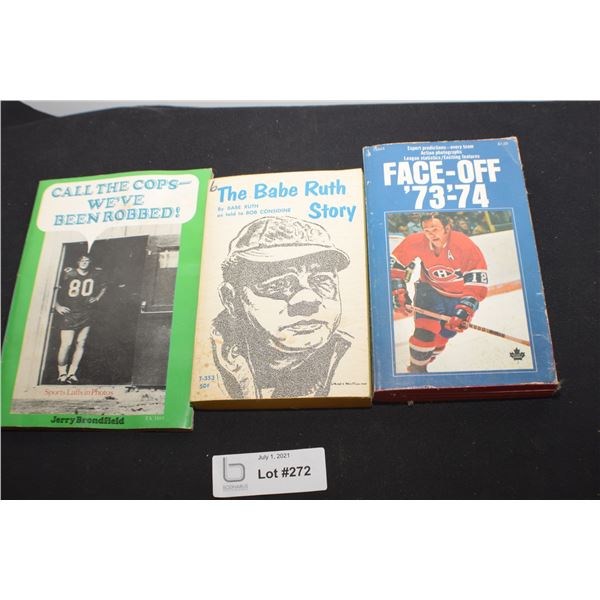 CALL THE COPS—
WE'VE
BEEN ROBBED!
80
Sports Laffs in Photos
Jerry Brondfield
6
The Babe Ruth
Story
By BABE RUTH
as told to BOB CONSIDINE
T-353
50¢
Expert predictions—every team
Action photographs
League statistics/Exciting features
FACE-OFF
'73-'74
A
12
July 1, 2021
Lot #272
b